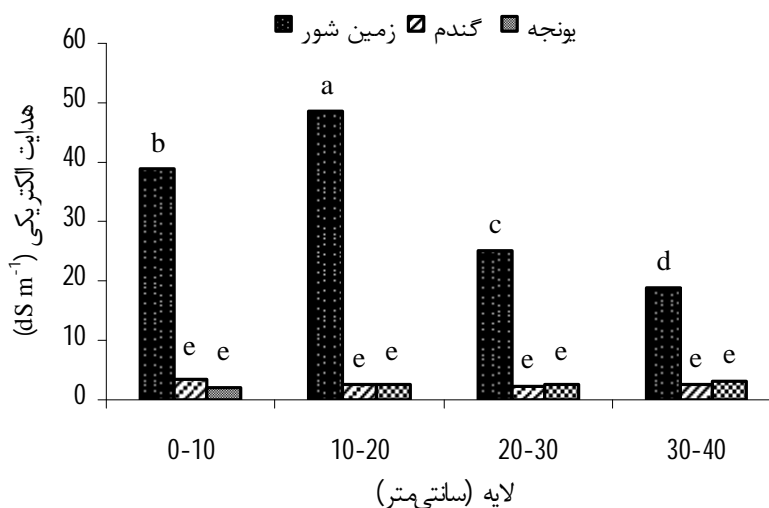 زمین شور گندم یونجه
هدایت الکتریکی (dS m⁻¹)
60
50
40
30
20
10
0
b
e
e
a
e
e
c
e
e
d
e
e
0-10 10-20 20-30 30-40
لایه (سانتی‌متر)